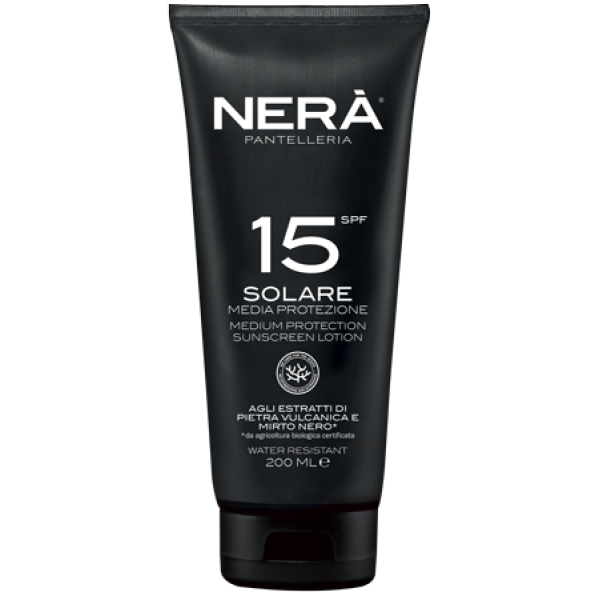 NERÀ®
PANTELLERIA
15 SPF
SOLARE
MEDIA PROTEZIONE
MEDIUM PROTECTION
SUNSCREEN LOTION
AGLI ESTRATTI DI
PIETRA VULCANICA E
MIRTO NERO*
*da agricoltura biologica certificata
WATER RESISTANT
200 ML ℮